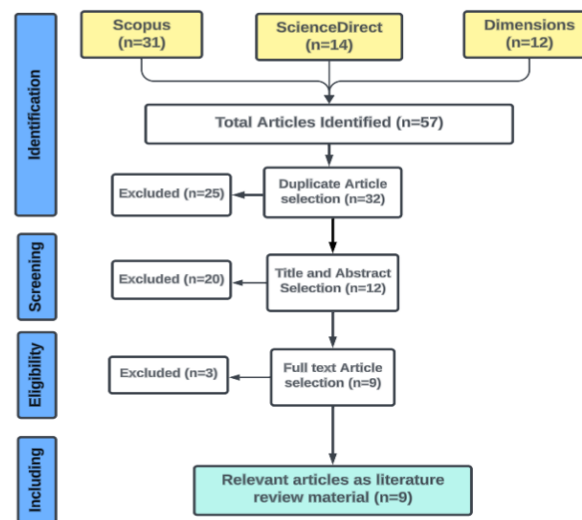 Scopus
(n=31)
ScienceDirect
(n=14)
Dimensions
(n=12)
Identification
Total Articles Identified (n=57)
Excluded (n=25)
Duplicate Article
selection (n=32)
Screening
Excluded (n=20)
Title and Abstract
Selection (n=12)
Eligibility
Excluded (n=3)
Full text Article
selection (n=9)
Including
Relevant articles as literature
review material (n=9)